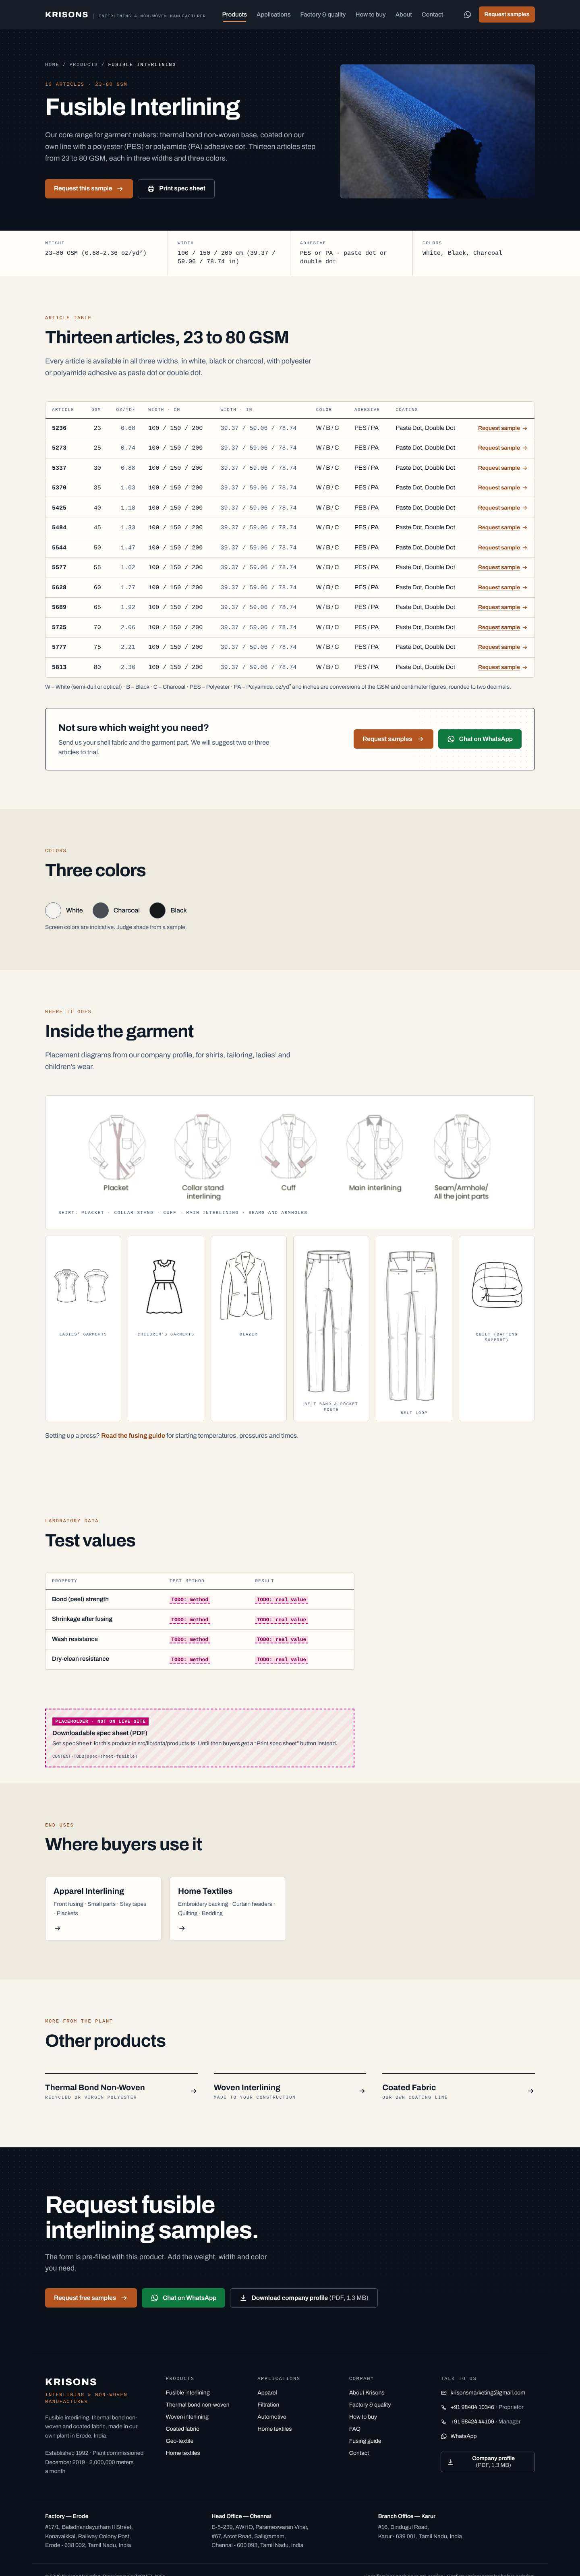 KRISONS
INTERLINING & NON-WOVEN MANUFACTURER
Products
Applications
Factory & quality
How to buy
About
Contact
Request samples
HOME / PRODUCTS / FUSIBLE INTERLINING
13 ARTICLES · 23–80 GSM
Fusible Interlining
Our core range for garment makers: thermal bond non-woven base, coated on our
own line with a polyester (PES) or polyamide (PA) adhesive dot. Thirteen articles step
from 23 to 80 GSM, each in three widths and three colors.
Request this sample →
Print spec sheet
WEIGHT
23–80 GSM (0.68–2.36 oz/yd²)
WIDTH
100 / 150 / 200 cm (39.37 /
59.06 / 78.74 in)
ADHESIVE
PES or PA · paste dot or
double dot
COLORS
White, Black, Charcoal
ARTICLE TABLE
Thirteen articles, 23 to 80 GSM
Every article is available in all three widths, in white, black or charcoal, with polyester
or polyamide adhesive as paste dot or double dot.
ARTICLE GSM OZ/YD² WIDTH · CM WIDTH · IN COLOR ADHESIVE COATING
5236 23 0.68 100 / 150 / 200 39.37 / 59.06 / 78.74 W / B / C PES / PA Paste Dot, Double Dot Request sample →
5273 25 0.74 100 / 150 / 200 39.37 / 59.06 / 78.74 W / B / C PES / PA Paste Dot, Double Dot Request sample →
5337 30 0.88 100 / 150 / 200 39.37 / 59.06 / 78.74 W / B / C PES / PA Paste Dot, Double Dot Request sample →
5370 35 1.03 100 / 150 / 200 39.37 / 59.06 / 78.74 W / B / C PES / PA Paste Dot, Double Dot Request sample →
5425 40 1.18 100 / 150 / 200 39.37 / 59.06 / 78.74 W / B / C PES / PA Paste Dot, Double Dot Request sample →
5484 45 1.33 100 / 150 / 200 39.37 / 59.06 / 78.74 W / B / C PES / PA Paste Dot, Double Dot Request sample →
5544 50 1.47 100 / 150 / 200 39.37 / 59.06 / 78.74 W / B / C PES / PA Paste Dot, Double Dot Request sample →
5577 55 1.62 100 / 150 / 200 39.37 / 59.06 / 78.74 W / B / C PES / PA Paste Dot, Double Dot Request sample →
5628 60 1.77 100 / 150 / 200 39.37 / 59.06 / 78.74 W / B / C PES / PA Paste Dot, Double Dot Request sample →
5689 65 1.92 100 / 150 / 200 39.37 / 59.06 / 78.74 W / B / C PES / PA Paste Dot, Double Dot Request sample →
5725 70 2.06 100 / 150 / 200 39.37 / 59.06 / 78.74 W / B / C PES / PA Paste Dot, Double Dot Request sample →
5777 75 2.21 100 / 150 / 200 39.37 / 59.06 / 78.74 W / B / C PES / PA Paste Dot, Double Dot Request sample →
5813 80 2.36 100 / 150 / 200 39.37 / 59.06 / 78.74 W / B / C PES / PA Paste Dot, Double Dot Request sample →
W – White (semi-dull or optical) · B – Black · C – Charcoal · PES – Polyester · PA – Polyamide. oz/yd² and inches are conversions of the GSM and centimeter figures, rounded to two decimals.
Not sure which weight you need?
Send us your shell fabric and the garment part. We will suggest two or three
articles to trial.
Request samples →
Chat on WhatsApp
COLORS
Three colors
White
Charcoal
Black
Screen colors are indicative. Judge shade from a sample.
WHERE IT GOES
Inside the garment
Placement diagrams from our company profile, for shirts, tailoring, ladies’ and
children’s wear.
Placket
Collar stand
interlining
Cuff
Main interlining
Seam/Armhole/
All the joint parts
SHIRT: PLACKET · COLLAR STAND · CUFF · MAIN INTERLINING · SEAMS AND ARMHOLES
LADIES’ GARMENTS
CHILDREN’S GARMENTS
BLAZER
BELT BAND & POCKET
MOUTH
BELT LOOP
QUILT (BATTING
SUPPORT)
Setting up a press? Read the fusing guide for starting temperatures, pressures and times.
LABORATORY DATA
Test values
PROPERTY TEST METHOD RESULT
Bond (peel) strength TODO: method TODO: real value
Shrinkage after fusing TODO: method TODO: real value
Wash resistance TODO: method TODO: real value
Dry-clean resistance TODO: method TODO: real value
PLACEHOLDER · NOT ON LIVE SITE
Downloadable spec sheet (PDF)
Set specSheet for this product in src/lib/data/products.ts. Until then buyers get a “Print spec sheet” button instead.
CONTENT-TODO(spec-sheet-fusible)
END USES
Where buyers use it
Apparel Interlining
Front fusing · Small parts · Stay tapes
· Plackets
→
Home Textiles
Embroidery backing · Curtain headers ·
Quilting · Bedding
→
MORE FROM THE PLANT
Other products
Thermal Bond Non-Woven
RECYCLED OR VIRGIN POLYESTER
→
Woven Interlining
MADE TO YOUR CONSTRUCTION
→
Coated Fabric
OUR OWN COATING LINE
→
Request fusible
interlining samples.
The form is pre-filled with this product. Add the weight, width and color
you need.
Request free samples →
Chat on WhatsApp
Download company profile (PDF, 1.3 MB)
KRISONS
INTERLINING & NON-WOVEN
MANUFACTURER
Fusible interlining, thermal bond non-
woven and coated fabric, made in our
own plant in Erode, India.
Established 1992 · Plant commissioned
December 2019 · 2,000,000 meters
a month
PRODUCTS
Fusible interlining
Thermal bond non-woven
Woven interlining
Coated fabric
Geo-textile
Home textiles
APPLICATIONS
Apparel
Filtration
Automotive
Home textiles
COMPANY
About Krisons
Factory & quality
How to buy
FAQ
Fusing guide
Contact
TALK TO US
krisonsmarketing@gmail.com
+91 98404 10346 · Proprietor
+91 98424 44109 · Manager
WhatsApp
Company profile
(PDF, 1.3 MB)
Factory — Erode
#17/1, Baladhandayutham II Street,
Konavaikkal, Railway Colony Post,
Erode - 638 002, Tamil Nadu, India
Head Office — Chennai
E-5-239, AWHO, Parameswaran Vihar,
#67, Arcot Road, Saligramam,
Chennai - 600 093, Tamil Nadu, India
Branch Office — Karur
#16, Dindugul Road,
Karur - 639 001, Tamil Nadu, India